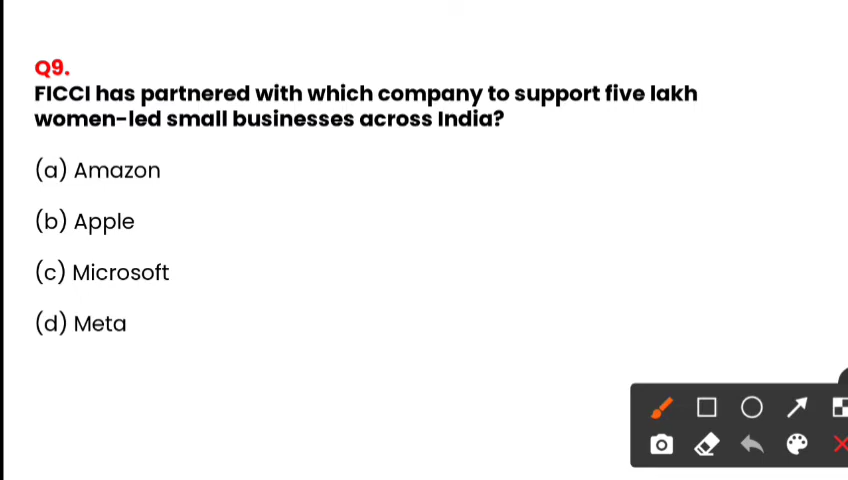 Q9.
FICCI has partnered with which company to support five lakh
women-led small businesses across India?
(a) Amazon
(b) Apple
(c) Microsoft
(d) Meta